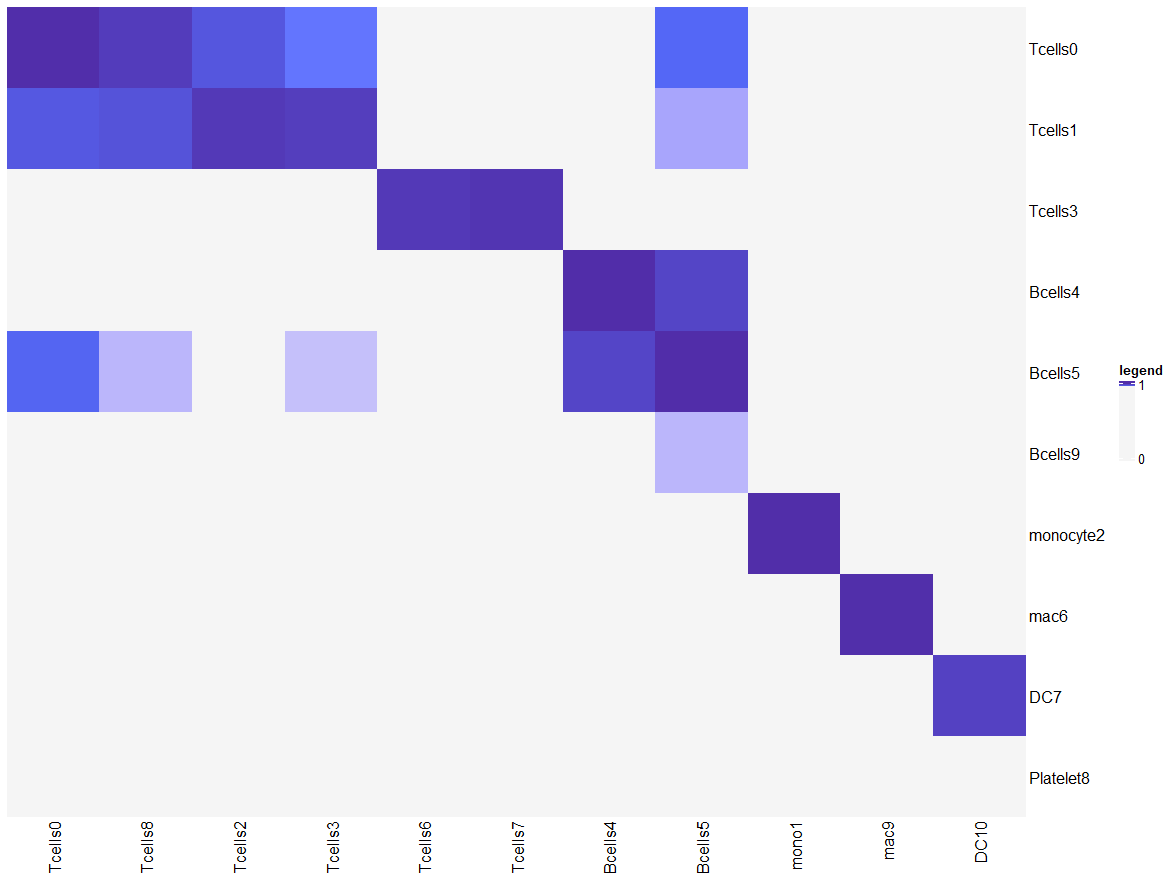 Tcells0
Tcells1
Tcells3
Bcells4
Bcells5
Bcells9
monocyte2
mac6
DC7
Platelet8
legend
1
0
Tcells0
Tcells8
Tcells2
Tcells3
Tcells6
Tcells7
Bcells4
Bcells5
mono1
mac9
DC10